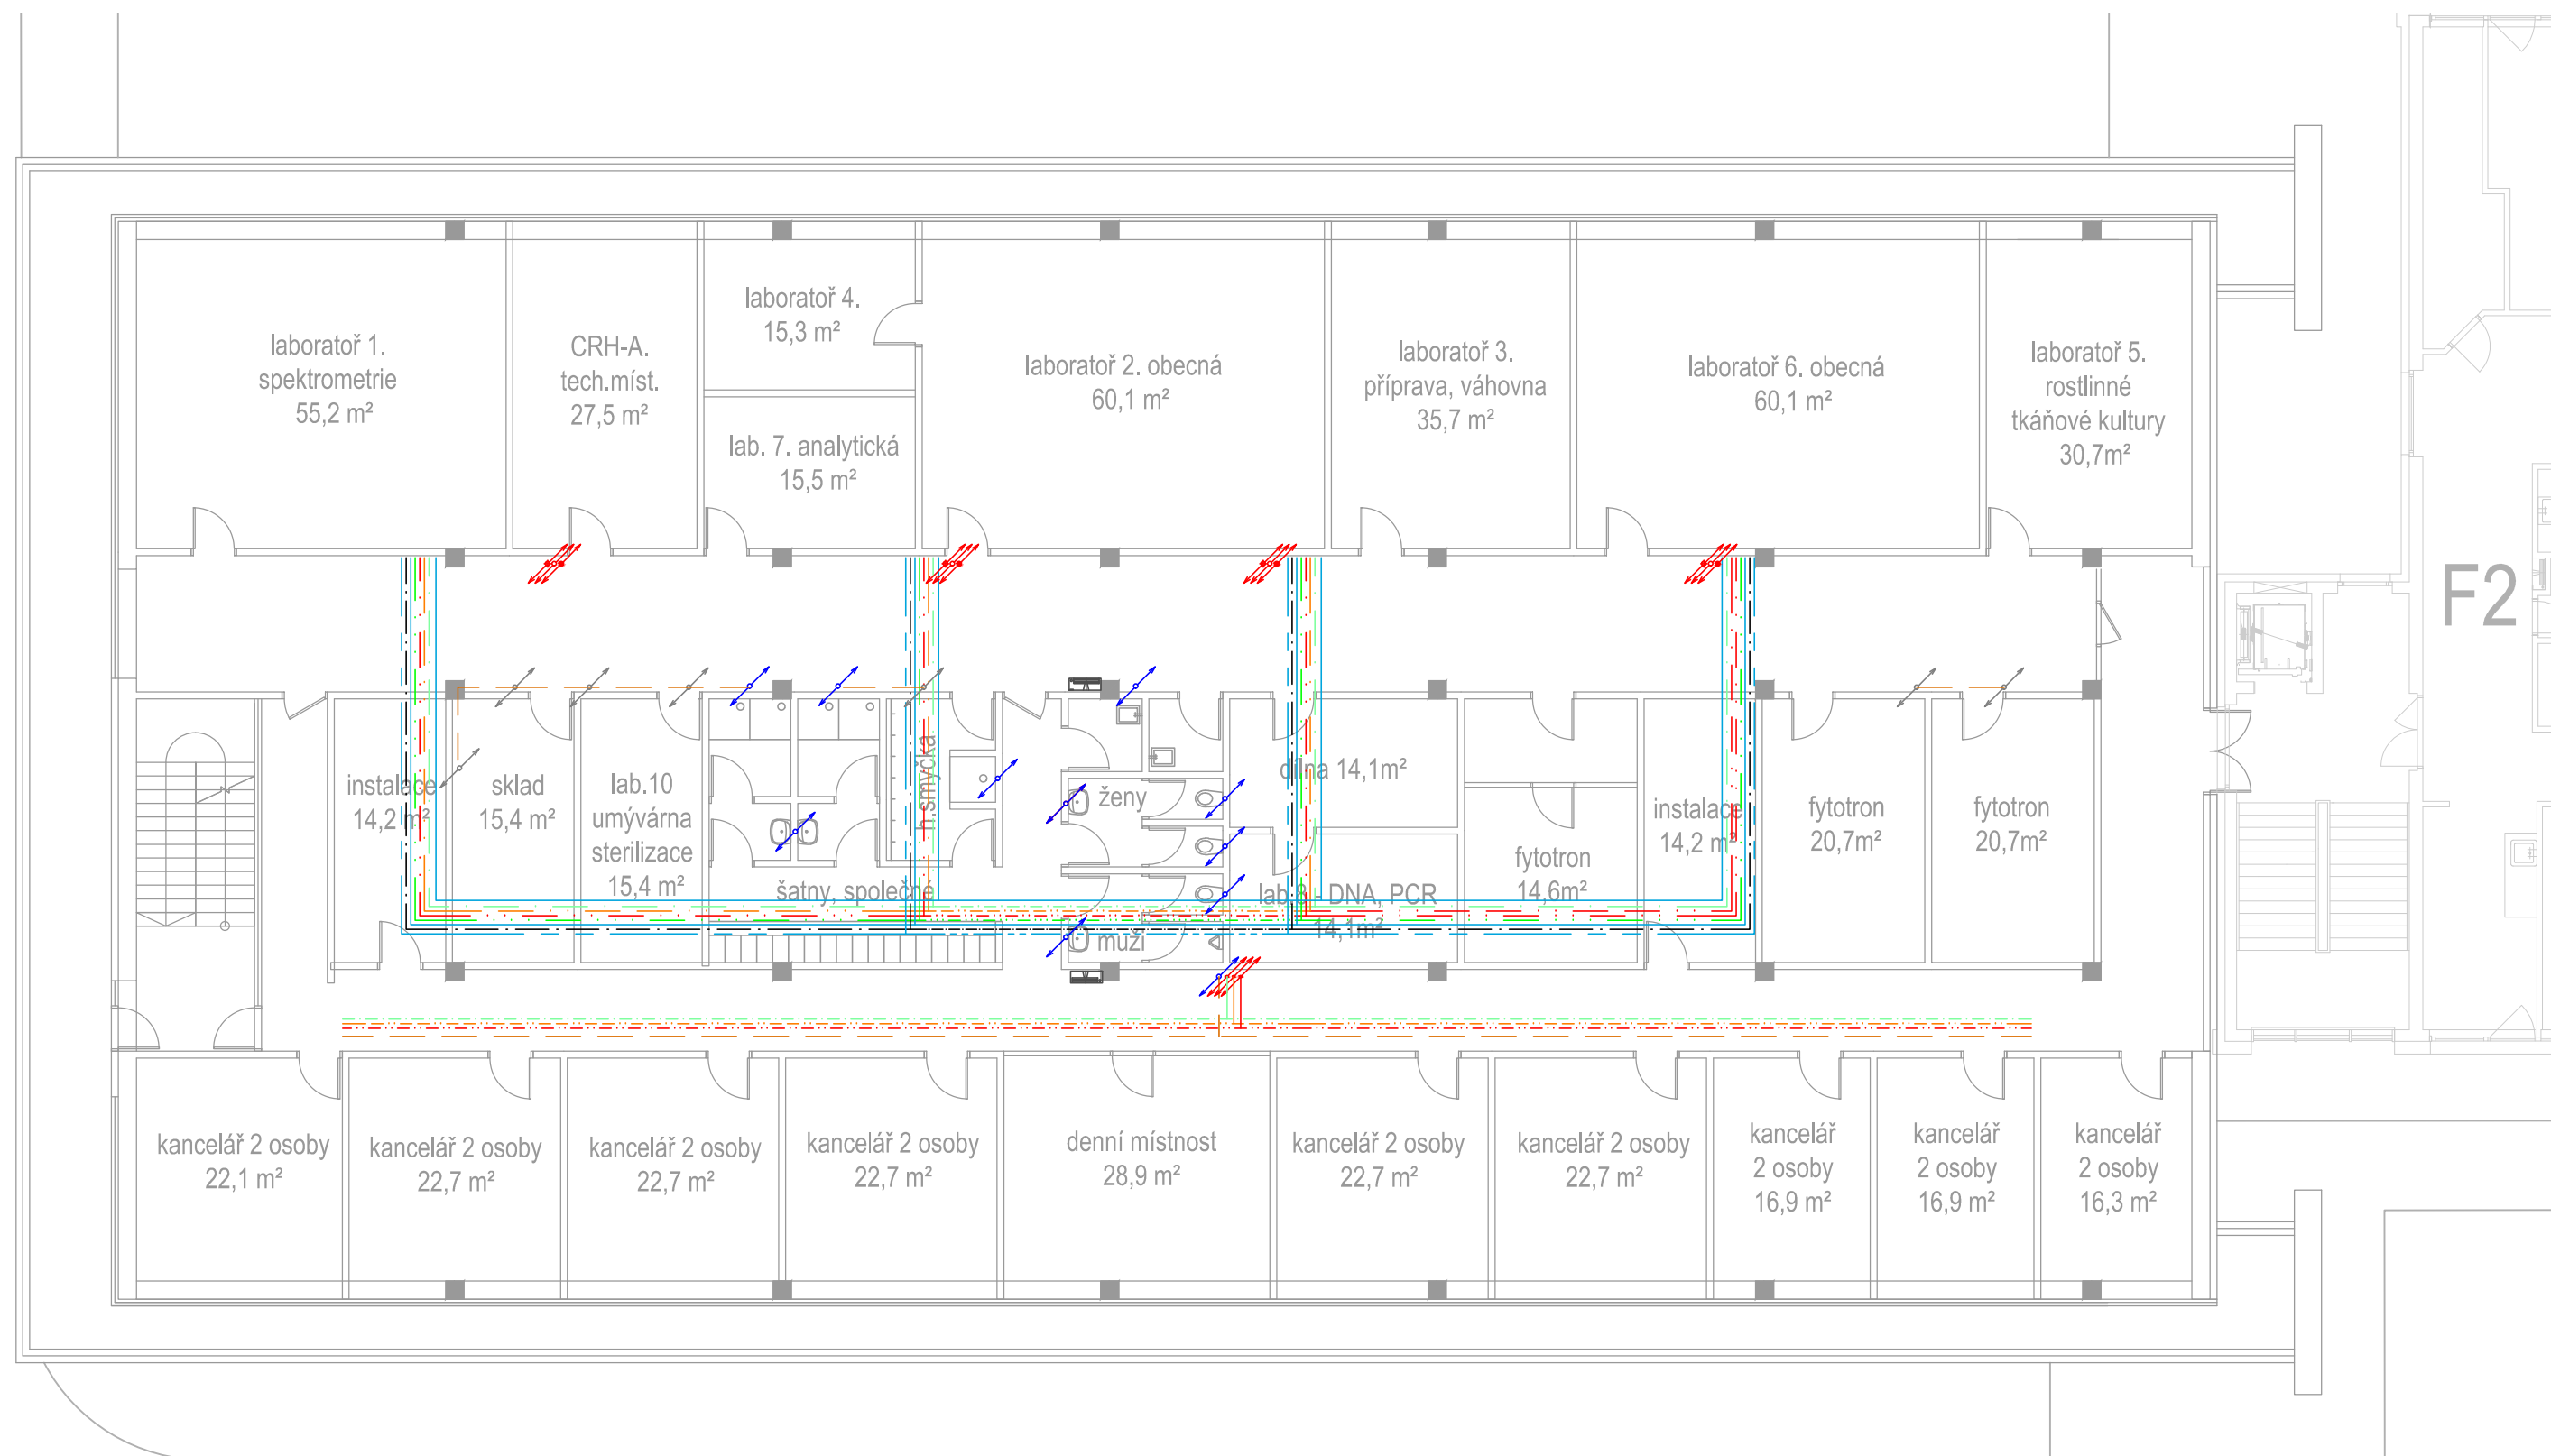 laboratoř 1.
spektrometrie
55,2 m²
CRH-A.
tech.míst.
27,5 m²
laboratoř 4.
15,3 m²
lab. 7. analytická
15,5 m²
laboratoř 2. obecná
60,1 m²
laboratoř 3.
příprava, váhovna
35,7 m²
laboratoř 6. obecná
60,1 m²
laboratoř 5.
rostlinné
tkáňové kultury
30,7m²
F2
instalace
14,2 m²
sklad
15,4 m²
lab.10
umývárna
sterilizace
15,4 m²
šatny, společné
h.smyčka
ženy
muži
dílna 14,1m²
lab.8 - DNA, PCR
14,1m²
fytotron
14,6m²
instalace
14,2 m²
fytotron
20,7m²
fytotron
20,7m²
kancelář 2 osoby
22,1 m²
kancelář 2 osoby
22,7 m²
kancelář 2 osoby
22,7 m²
kancelář 2 osoby
22,7 m²
denní místnost
28,9 m²
kancelář 2 osoby
22,7 m²
kancelář 2 osoby
22,7 m²
kancelář
2 osoby
16,9 m²
kancelář
2 osoby
16,9 m²
kancelář
2 osoby
16,3 m²